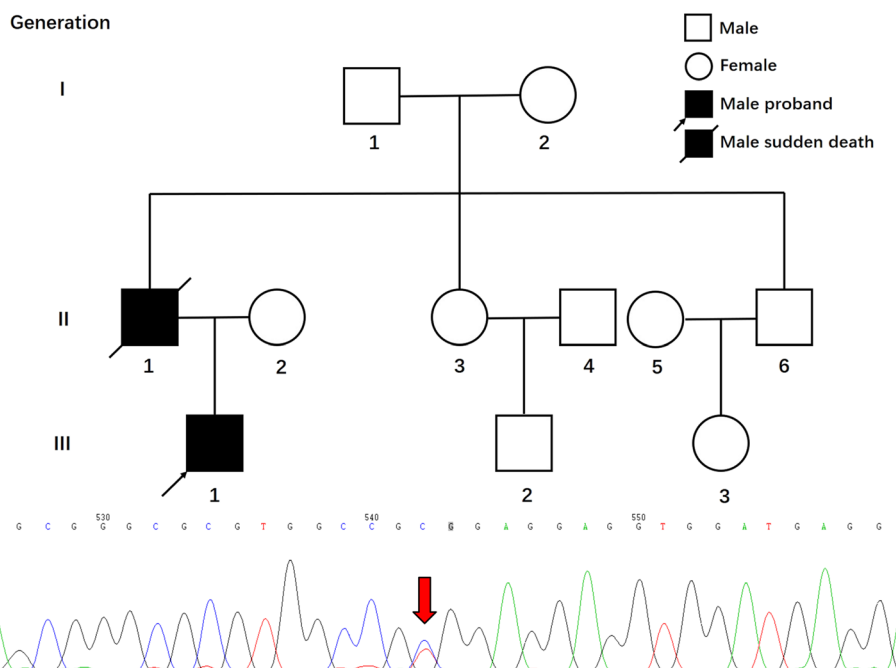 Generation
Male
Female
Male proband
Male sudden death
I
1 2
II
1 2 3 4 5 6
III
1 2 3
530 540 550
G C G G G C G C G T G G C C G C G G A G G A G G T G G A T G A G G